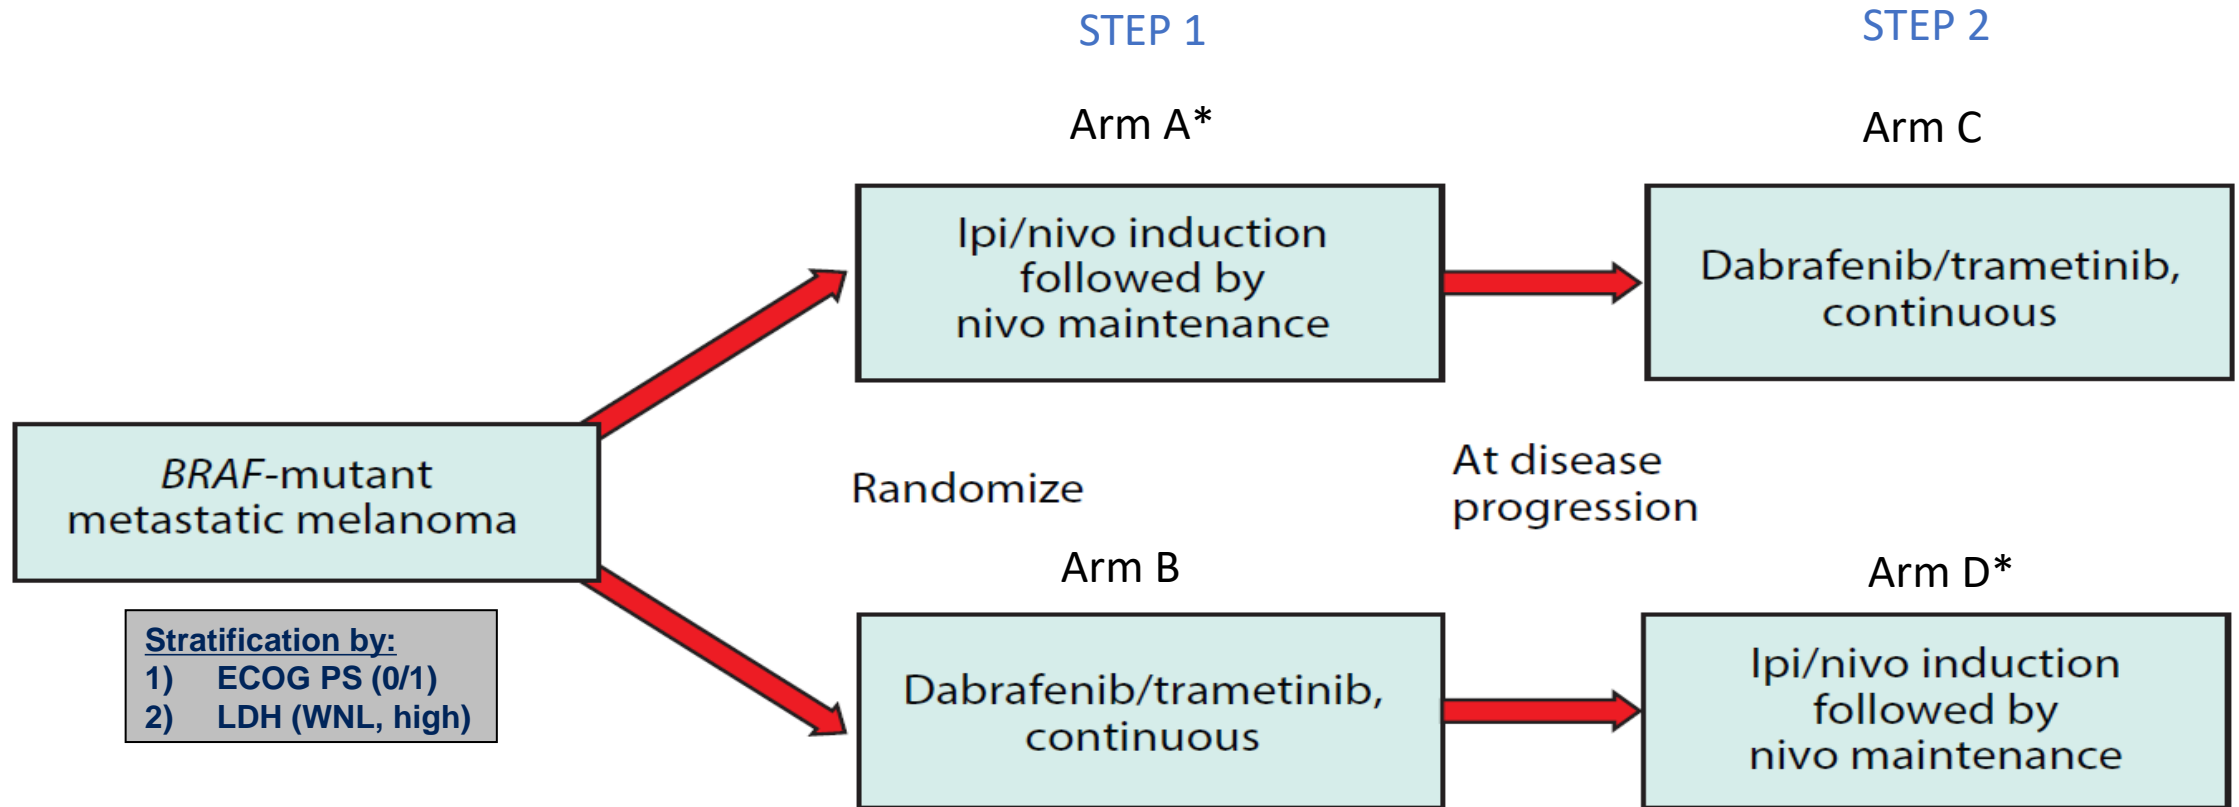 STEP 1
STEP 2
Arm A*
Arm C
Ipi/nivo induction
followed by
nivo maintenance
Dabrafenib/trametinib,
continuous
BRAF-mutant
metastatic melanoma
Randomize
At disease
progression
Stratification by:
1) ECOG PS (0/1)
2) LDH (WNL, high)
Arm B
Arm D*
Dabrafenib/trametinib,
continuous
Ipi/nivo induction
followed by
nivo maintenance